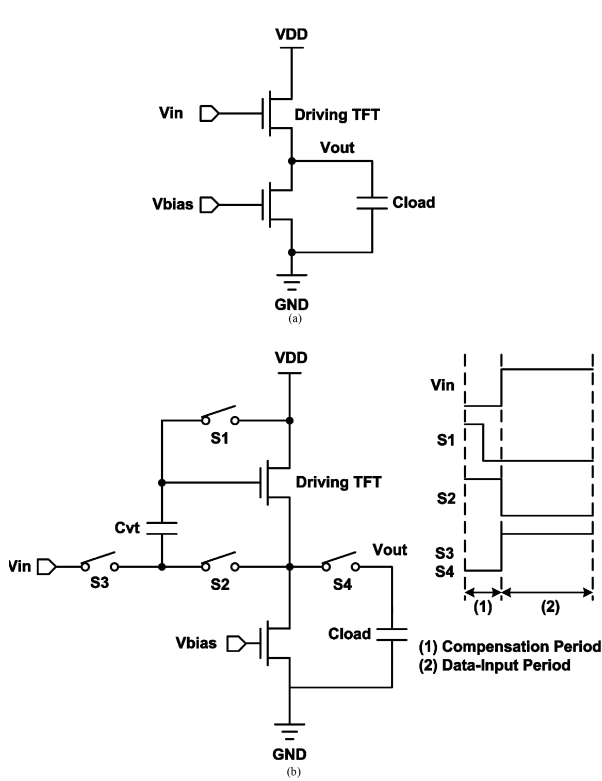 VDD
Vin
Driving TFT
Vout
Vbias
Cload
GND
(a)
VDD
S1
Driving TFT
Cvt
Vin
S3
S2
S4
Vout
Vbias
Cload
GND
(b)
Vin
S1
S2
S3
S4
(1)
(2)
(1) Compensation Period
(2) Data-Input Period